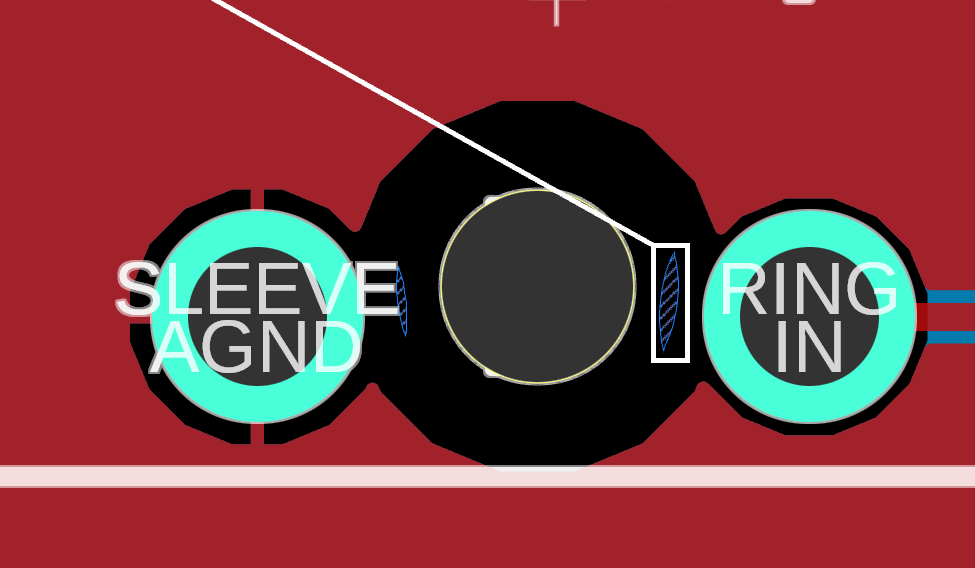 SLEEVE
AGND
RING
IN